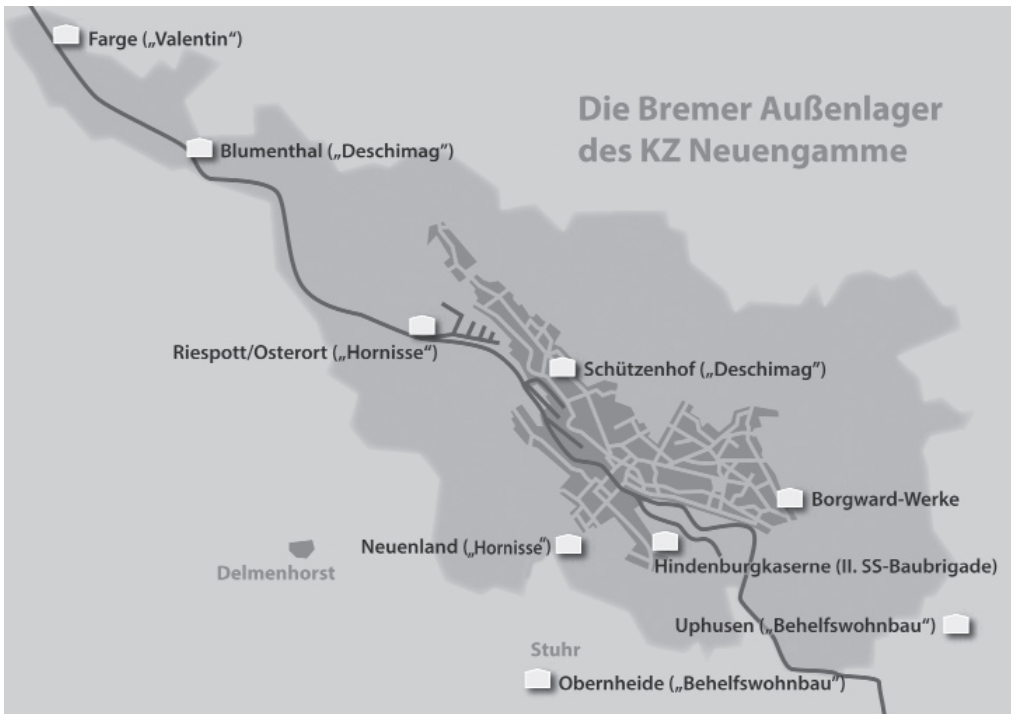 Farge („Valentin“)
Die Bremer Außenlager
des KZ Neuengamme
Blumenthal („Deschimag”)
Riespott/Osterort („Hornisse“)
Schützenhof („Deschimag”)
Borgward-Werke
Neuenland („Hornisse“)
Hindenburgkaserne (II. SS-Baubrigade)
Delmenhorst
Uphusen („Behelfswohnbau“)
Stuhr
Obernheide („Behelfswohnbau“)